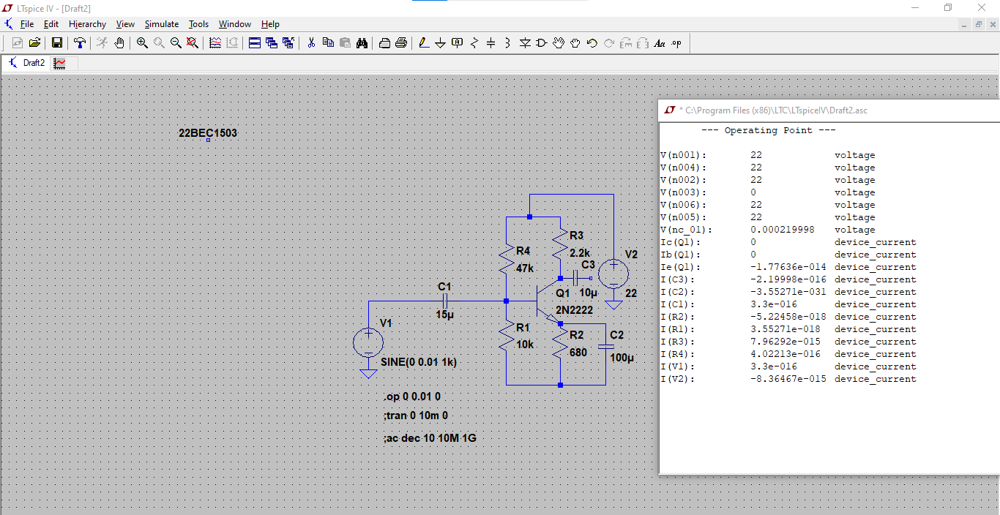 LTspice IV - [Draft2]
File Edit Hierarchy View Simulate Tools Window Help
Aa .op
Draft2
22BEC1503
* C:\Program Files (x86)\LTC\LTspiceIV\Draft2.asc
--- Operating Point ---
V(n001): 22 voltage
V(n004): 22 voltage
V(n002): 22 voltage
V(n003): 0 voltage
V(n006): 22 voltage
V(n005): 22 voltage
V(nc_01): 0.000219998 voltage
Ic(Q1): 0 device_current
Ib(Q1): 0 device_current
Ie(Q1): -1.77636e-014 device_current
I(C3): -2.19998e-016 device_current
I(C2): -3.55271e-031 device_current
I(C1): 3.3e-016 device_current
I(R2): -5.22458e-018 device_current
I(R1): 3.55271e-018 device_current
I(R3): 7.96292e-015 device_current
I(R4): 4.02213e-016 device_current
I(V1): 3.3e-016 device_current
I(V2): -8.36467e-015 device_current
R3
2.2k
R4
47k
C3
10µ
V2
22
C1
15µ
Q1
2N2222
V1
SINE(0 0.01 1k)
R1
10k
R2
680
C2
100µ
.op 0 0.01 0
;tran 0 10m 0
;ac dec 10 10M 1G